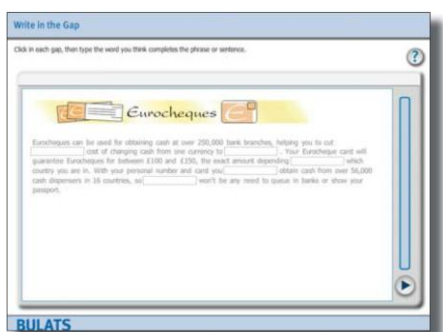 Write in the Gap
Click in each gap, then type the word you think completes the phrase or sentence.
?
Eurocheques
Eurocheques can be used for obtaining cash at over 250,000 bank branches, helping you to cut
cost of changing cash from one currency to . Your Eurocheque card will
guarantee Eurocheques for between £100 and £150, the exact amount depending which
country you are in. With your personal number and card you obtain cash from over 56,000
cash dispensers in 16 countries, so won't be any need to queue in banks or show your
passport.
BULATS